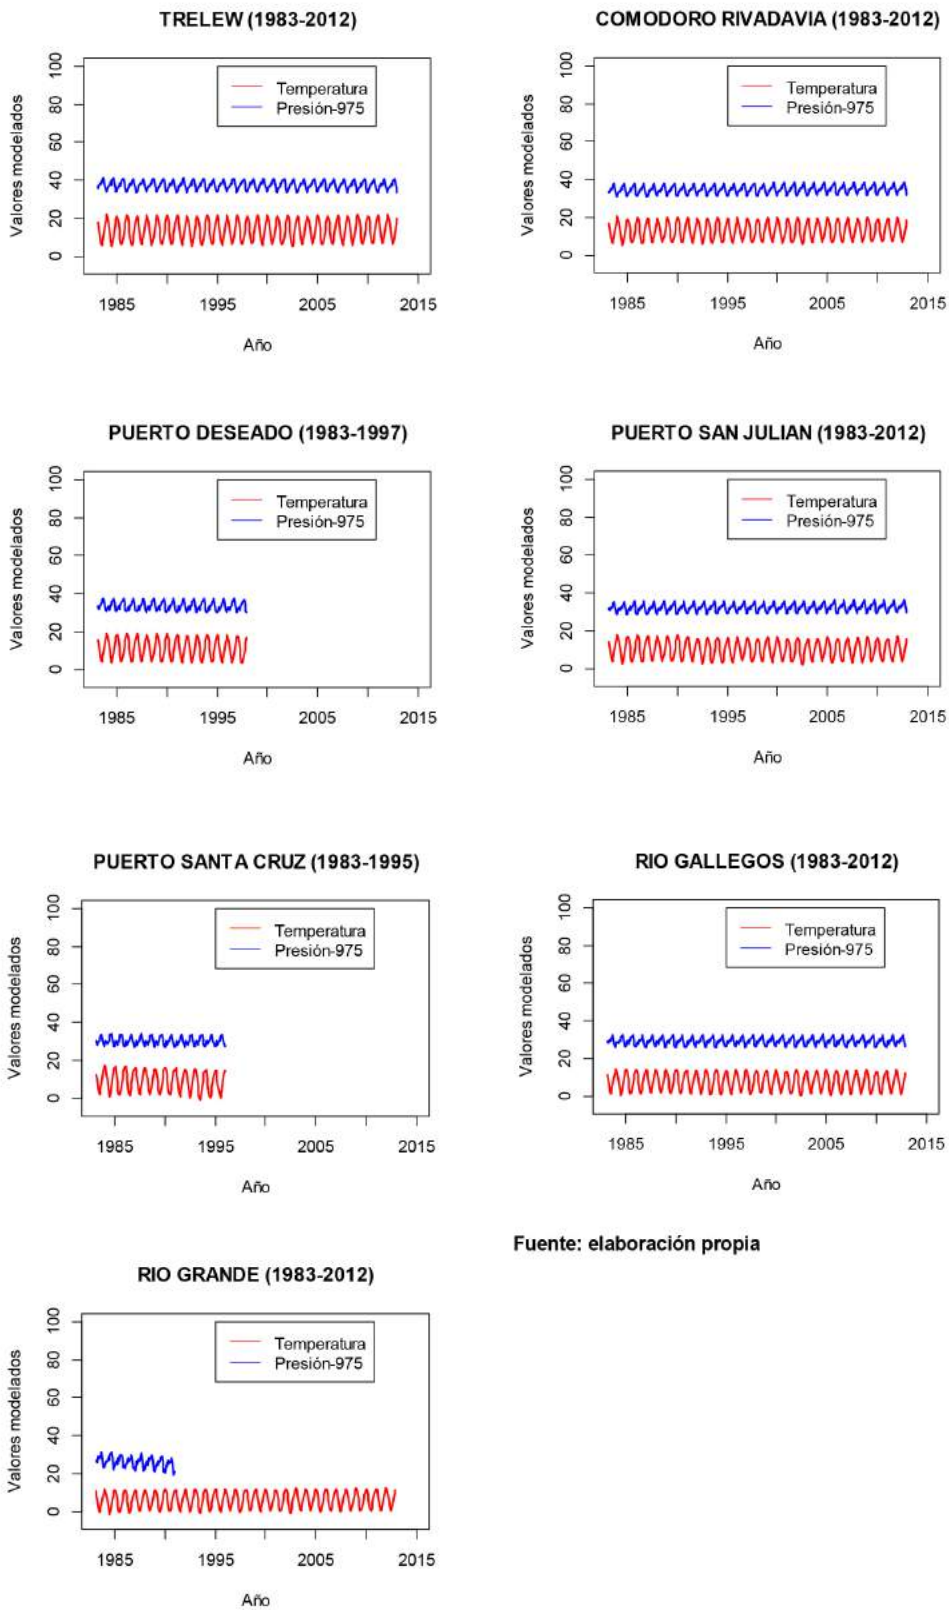 TRELEW (1983-2012)
Valores modelados
0 20 40 60 80 100
Temperatura
Presión-975
1985 1995 2005 2015
Año
COMODORO RIVADAVIA (1983-2012)
Valores modelados
0 20 40 60 80 100
Temperatura
Presión-975
1985 1995 2005 2015
Año
PUERTO DESEADO (1983-1997)
Valores modelados
0 20 40 60 80 100
Temperatura
Presión-975
1985 1995 2005 2015
Año
PUERTO SAN JULIAN (1983-2012)
Valores modelados
0 20 40 60 80 100
Temperatura
Presión-975
1985 1995 2005 2015
Año
PUERTO SANTA CRUZ (1983-1995)
Valores modelados
0 20 40 60 80 100
Temperatura
Presión-975
1985 1995 2005 2015
Año
RIO GALLEGOS (1983-2012)
Valores modelados
0 20 40 60 80 100
Temperatura
Presión-975
1985 1995 2005 2015
Año
Fuente: elaboración propia
RIO GRANDE (1983-2012)
Valores modelados
0 20 40 60 80 100
Temperatura
Presión-975
1985 1995 2005 2015
Año